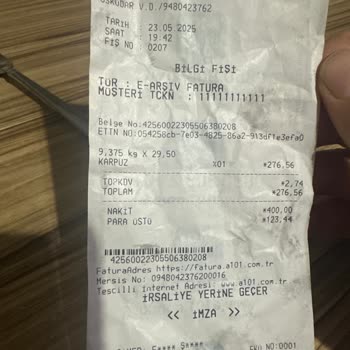 ÜSKÜDAR V.D./9480423762
TARİH : 23.05.2025
SAAT : 19:42
FİŞ NO : 0207
BİLGİ FİŞİ
TÜR : E-ARŞİV FATURA
MÜŞTERİ TCKN : 11111111111
Belge No:42560022305506380208
ETTN NO:054258cb-7e03-4825-86a2-913df1e3efa0
9,375 kg X 29,50
KARPUZ %01 *276,56
TOPKDV *2,74
TOPLAM *276,56
NAKİT *400,00
PARA ÜSTÜ *123,44
42560022305506380208
FaturaAdres https://fatura.a101.com.tr
Mersis No: 0948042376200016
Tescilli İnternet Adresi www.a101.com.tr
İRSALİYE YERİNE GEÇER
<< İMZA >>
EKÜ NO:0001